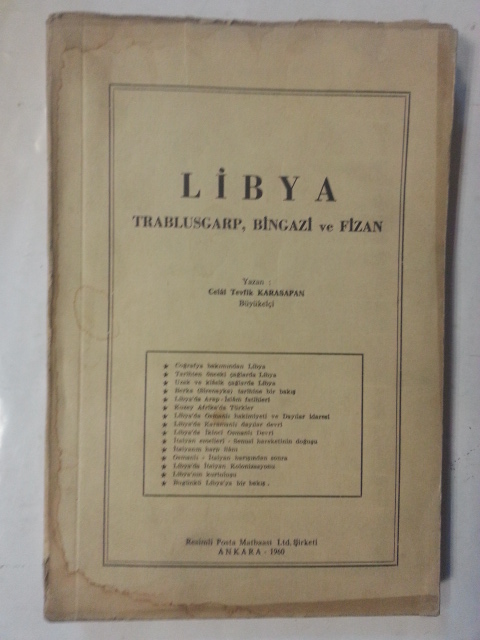 LİBYA
TRABLUSGARP, BİNGAZİ ve FİZAN
Yazan :
Celâl Tevfik KARASAPAN
Büyükelçi
★ Coğrafya bakımından Libya
★ Tarihten önceki çağlarda Libya
★ Uzak ve klâsik çağlarda Libya
★ Berka (Sirenayka) tarihine bir bakış
★ Libya'da Arap - İslâm fatihleri
★ Kuzey Afrika'da Türkler
★ Libya'da Osmanlı hakimiyeti ve Dayılar idaresi
★ Libya'da Karamanlı dayılar devri
★ Libya'da İkinci Osmanlı Devri
★ İtalyan emelleri - Senusi hareketinin doğuşu
★ İtalyanın harp ilânı
★ Osmanlı - İtalyan barışından sonra
★ Libya'da İtalyan Kolonizasyonu
★ Libya'nın kurtuluşu
★ Bugünkü Libya'ya bir bakış.
Resimli Posta Matbaası Ltd. Şirketi
ANKARA - 1960